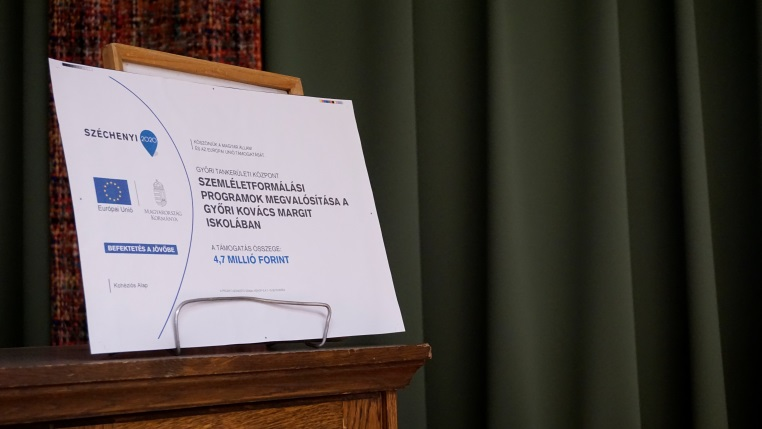 SZÉCHENYI 2020
KÖSZÖNJÜK A MAGYAR ÁLLAM
ÉS AZ EURÓPAI UNIÓ TÁMOGATÁSÁT
GYŐRI TANKERÜLETI KÖZPONT
SZEMLÉLETFORMÁLÁSI
PROGRAMOK MEGVALÓSÍTÁSA A
GYŐRI KOVÁCS MARGIT
ISKOLÁBAN
Európai Unió
MAGYARORSZÁG
KORMÁNYA
BEFEKTETÉS A JÖVŐBE
A TÁMOGATÁS ÖSSZEGE:
4,7 MILLIÓ FORINT
Kohéziós Alap